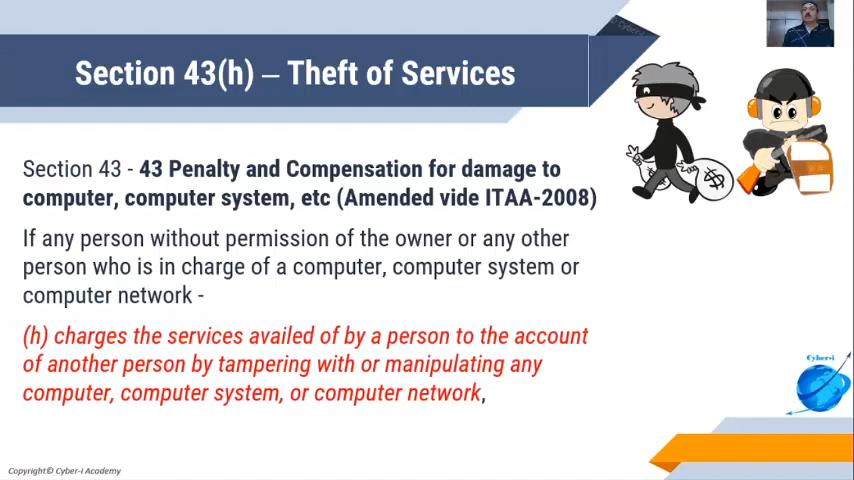 Section 43(h) – Theft of Services
Section 43 - 43 Penalty and Compensation for damage to
computer, computer system, etc (Amended vide ITAA-2008)
If any person without permission of the owner or any other
person who is in charge of a computer, computer system or
computer network -
(h) charges the services availed of by a person to the account
of another person by tampering with or manipulating any
computer, computer system, or computer network,
$
Cyber-i
Copyright© Cyber-I Academy